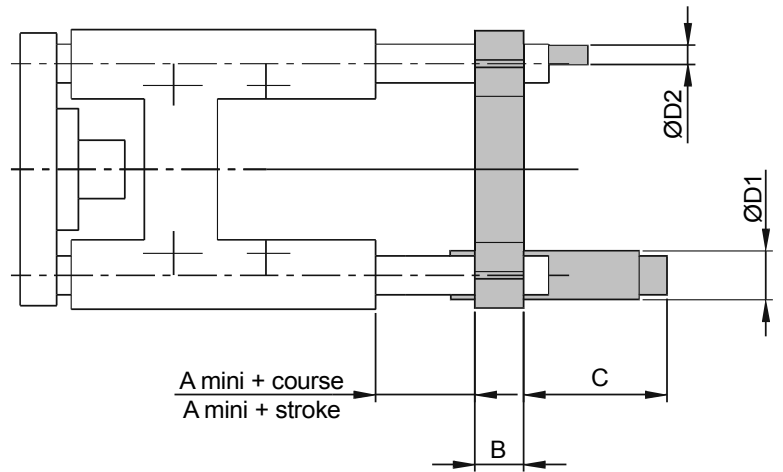 ØD2
ØD1
A mini + course
A mini + stroke
C
B